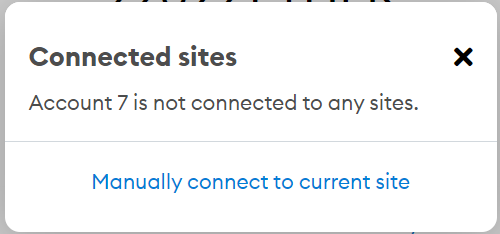 Connected sites
Account 7 is not connected to any sites.
Manually connect to current site